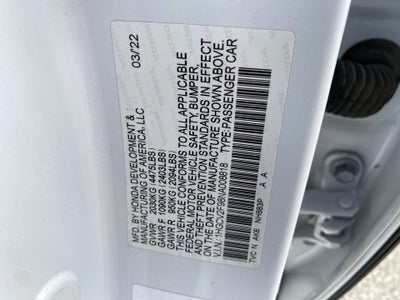 MFD. BY HONDA DEVELOPMENT & 03/22
MANUFACTURING OF AMERICA, LLC
GVWR 2030KG (4475LBS)
GAWR F 1090KG (2403LBS)
GAWR R 950KG (2094LBS)
THIS VEHICLE CONFORMS TO ALL APPLICABLE
FEDERAL MOTOR VEHICLE SAFETY, BUMPER,
AND THEFT PREVENTION STANDARDS IN EFFECT
ON THE DATE OF MANUFACTURE SHOWN ABOVE.
V.I.N.: TYPE:PASSENGER CAR
TVC N AK6 NH883P A A